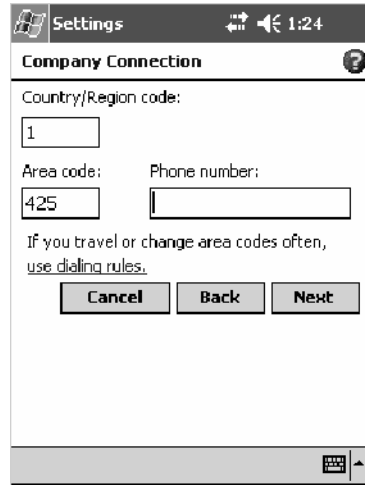 Settings 1:24
Company Connection
Country/Region code:
1
Area code: Phone number:
425
If you travel or change area codes often,
use dialing rules.
Cancel Back Next